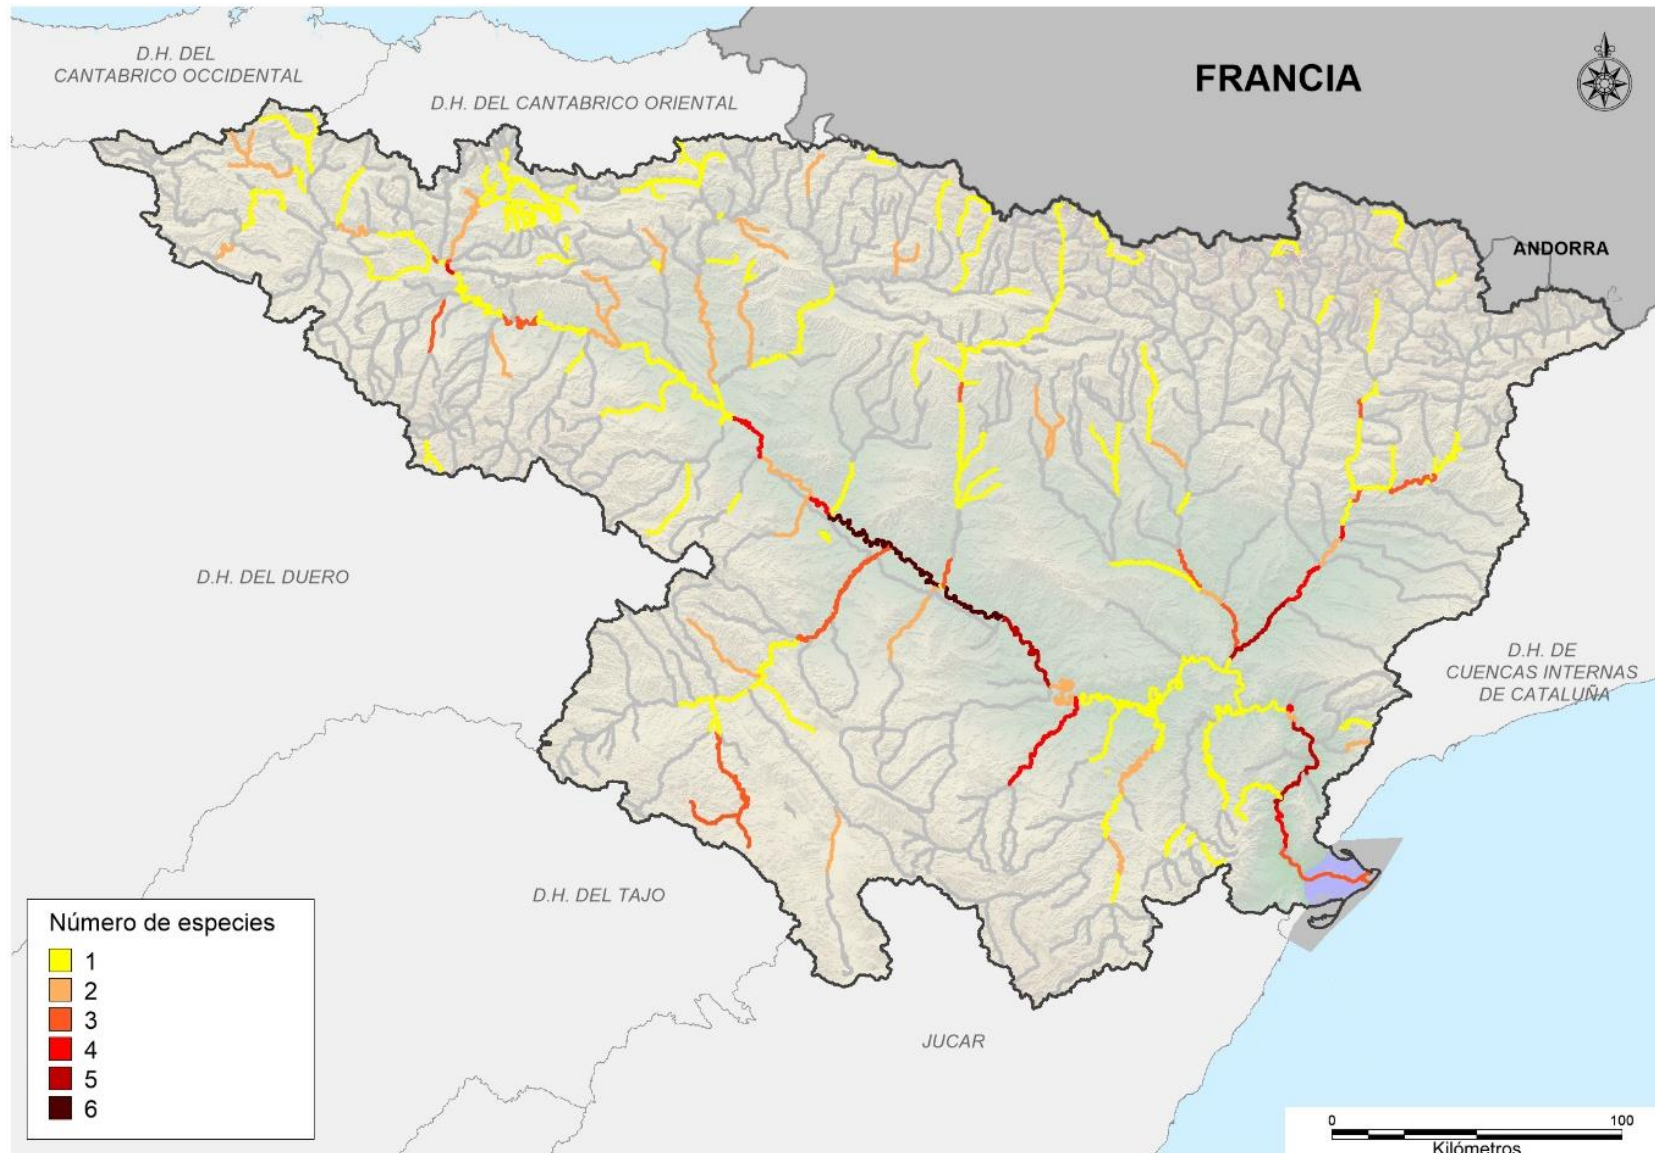 D.H. DEL
CANTABRICO OCCIDENTAL
D.H. DEL CANTABRICO ORIENTAL
FRANCIA
ANDORRA
D.H. DEL DUERO
D.H. DE
CUENCAS INTERNAS
DE CATALUÑA
D.H. DEL TAJO
JUCAR
Número de especies
1
2
3
4
5
6
0 100
Kilómetros